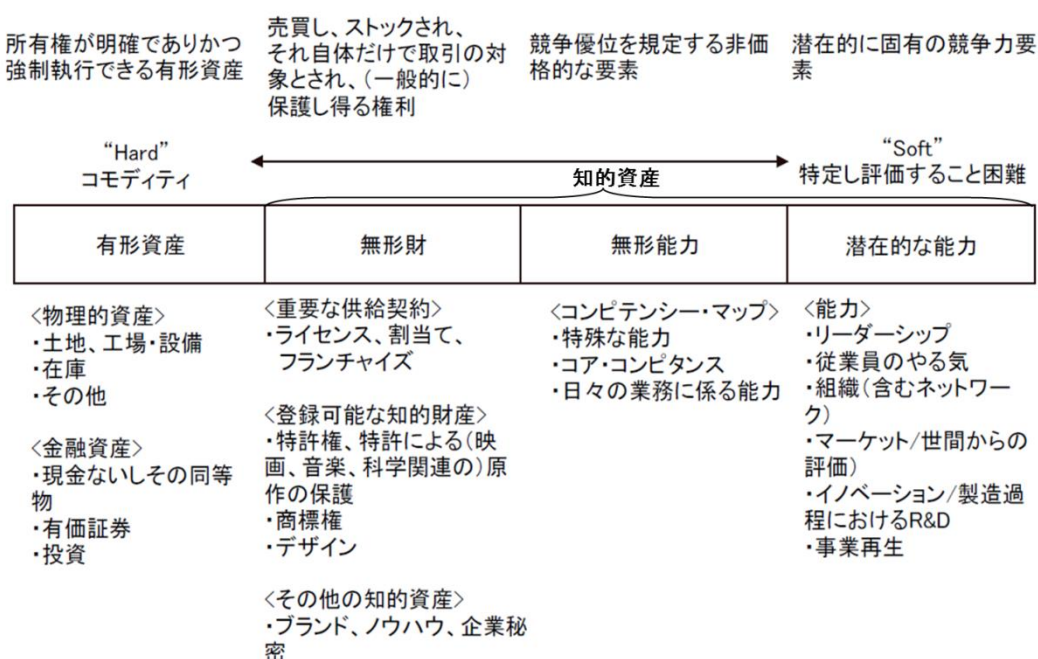 所有権が明確でありかつ
強制執行できる有形資産
売買し、ストックされ、
それ自体だけで取引の対
象とされ、(一般的に)
保護し得る権利
競争優位を規定する非価
格的な要素
潜在的に固有の競争力要
素
“Hard”
コモディティ
知的資産
“Soft”
特定し評価すること困難
有形資産
無形財
無形能力
潜在的な能力
<物理的資産>
・土地、工場・設備
・在庫
・その他
<金融資産>
・現金ないしその同等
物
・有価証券
・投資
<重要な供給契約>
・ライセンス、割当て、
フランチャイズ
<登録可能な知的財産>
・特許権、特許による(映
画、音楽、科学関連の)原
作の保護
・商標権
・デザイン
<その他の知的資産>
・ブランド、ノウハウ、企業秘
密
<コンピテンシー・マップ>
・特殊な能力
・コア・コンピタンス
・日々の業務に係る能力
<能力>
・リーダーシップ
・従業員のやる気
・組織(含むネットワー
ク)
・マーケット/世間からの
評価)
・イノベーション/製造過
程におけるR&D
・事業再生